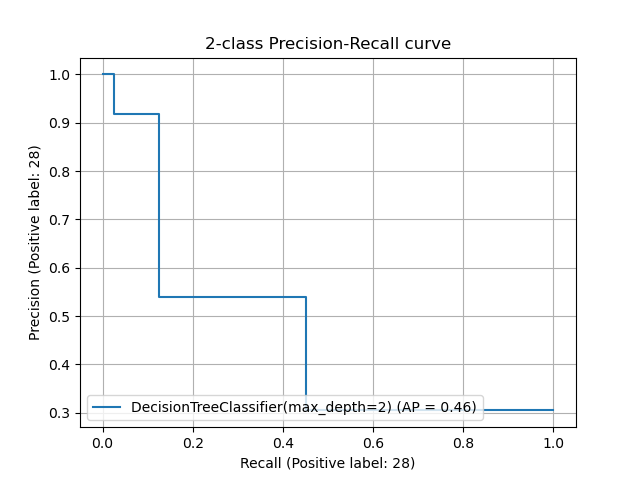 2-class Precision-Recall curve
1.0
0.9
0.8
0.7
0.6
0.5
0.4
0.3
Precision (Positive label: 28)
DecisionTreeClassifier(max_depth=2) (AP = 0.46)
0.0 0.2 0.4 0.6 0.8 1.0
Recall (Positive label: 28)